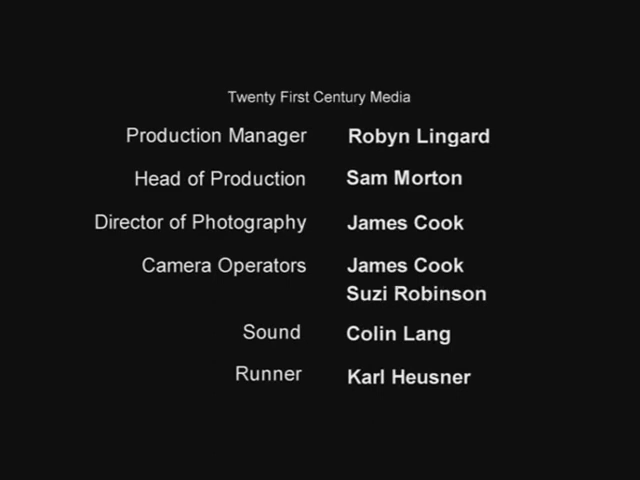 Twenty First Century Media
Production Manager Robyn Lingard
Head of Production Sam Morton
Director of Photography James Cook
Camera Operators James Cook
Suzi Robinson
Sound Colin Lang
Runner Karl Heusner